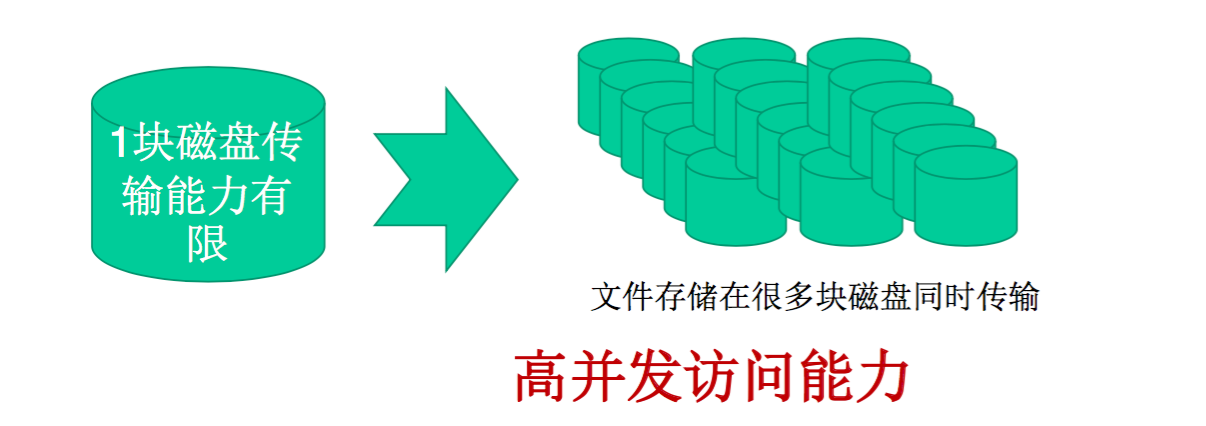 1块磁盘传
输能力有
限
文件存储在很多块磁盘同时传输
高并发访问能力